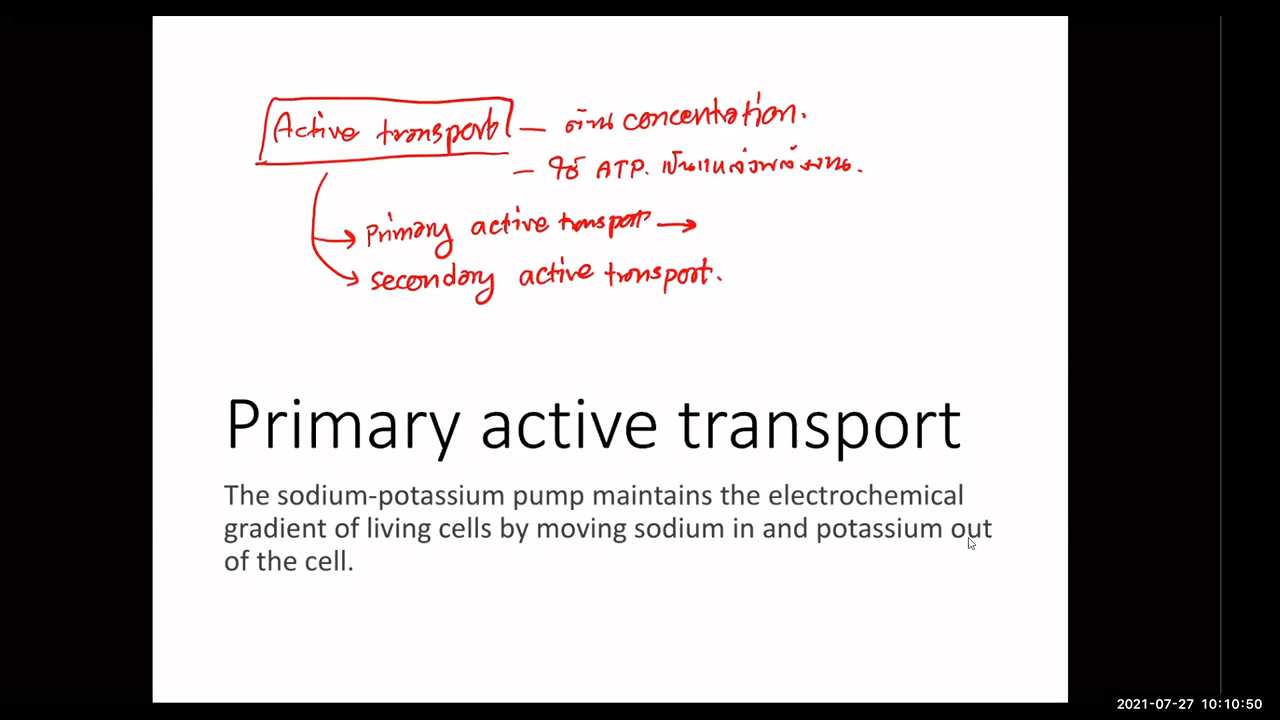 Active transport – ต้าน concentration.
– ใช้ ATP. เป็นแหล่งพลังงาน.
Primary active transport →
secondary active transport.
Primary active transport
The sodium-potassium pump maintains the electrochemical
gradient of living cells by moving sodium in and potassium out
of the cell.
2021-07-27 10:10:50